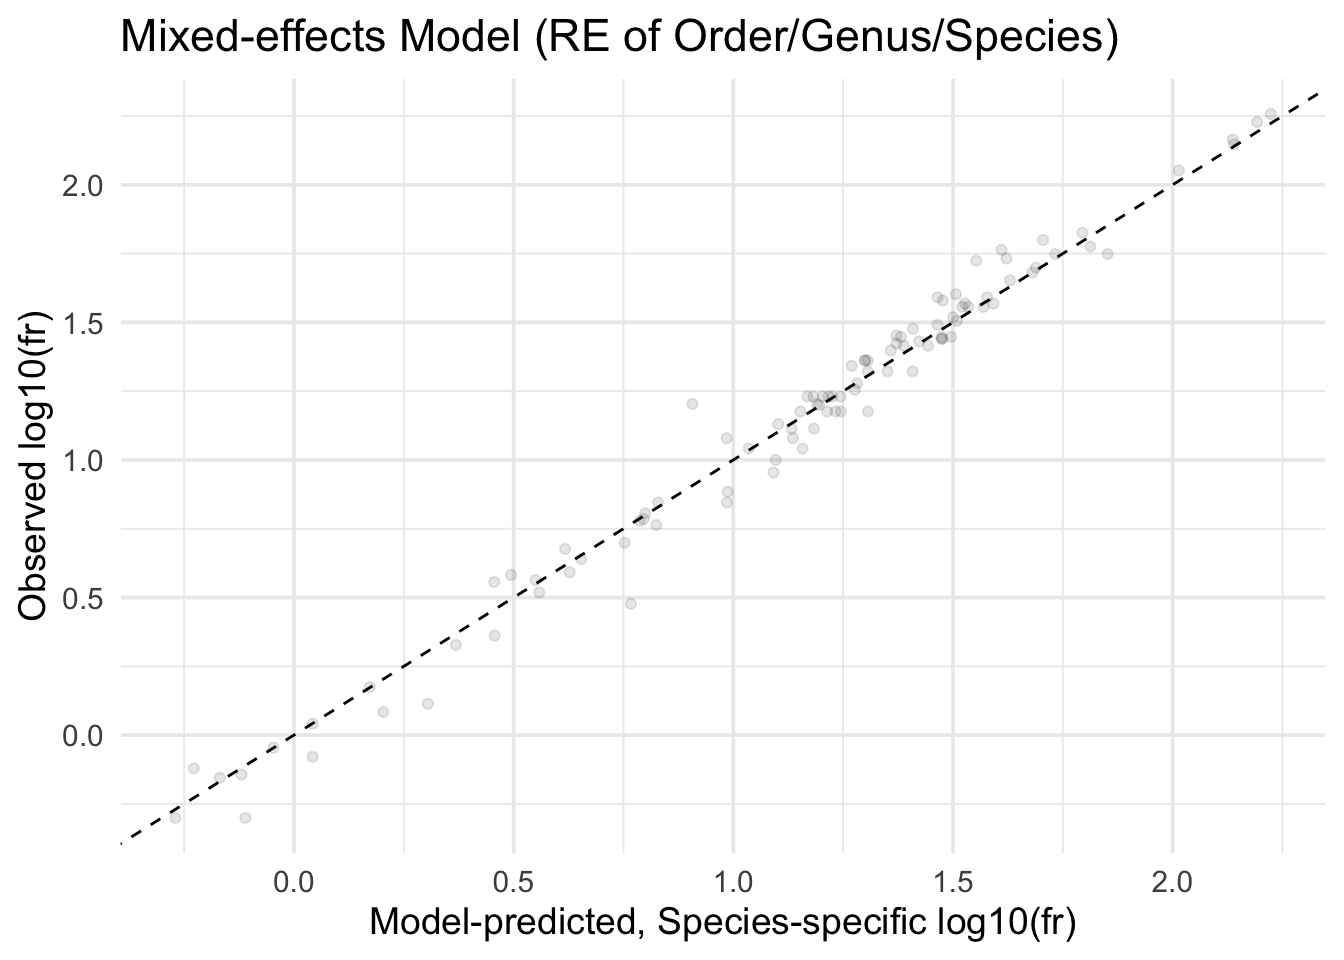 Mixed-effects Model (RE of Order/Genus/Species)
Observed log10(fr)
2.0
1.5
1.0
0.5
0.0
0.0 0.5 1.0 1.5 2.0
Model-predicted, Species-specific log10(fr)